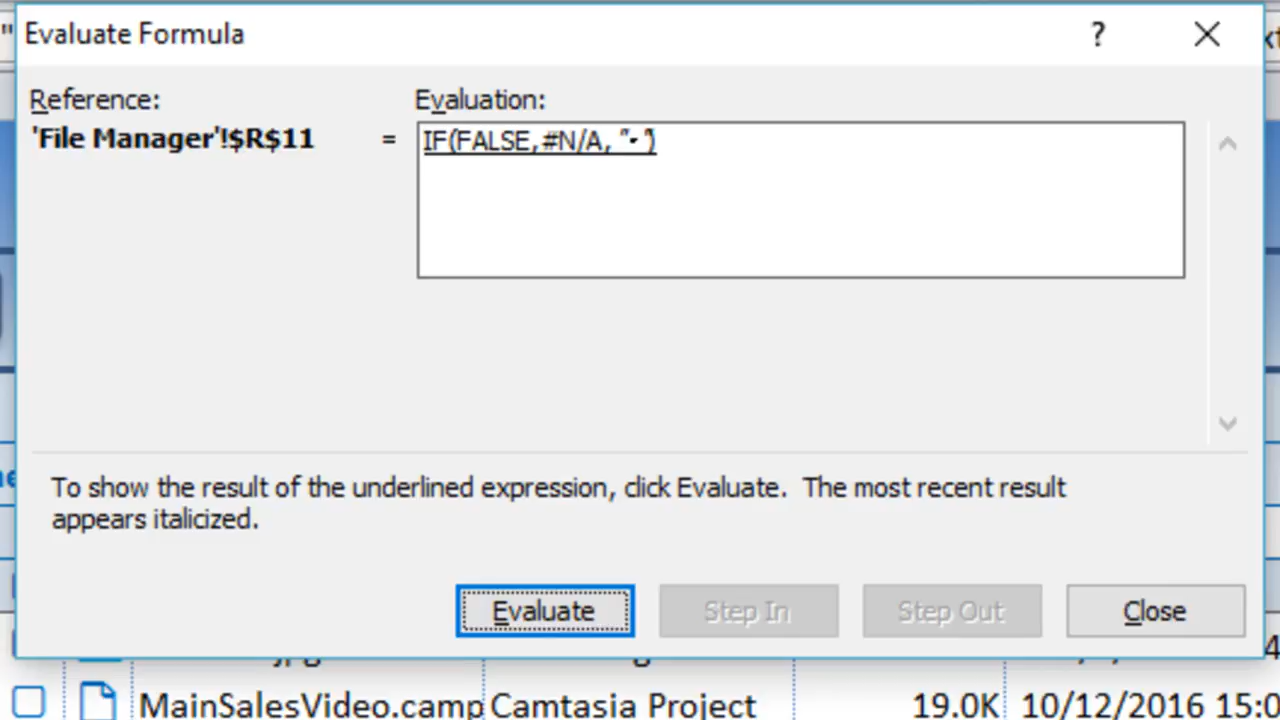 Evaluate Formula
?
Reference:
Evaluation:
'File Manager'!$R$11 = IF(FALSE,#N/A, "▪")
To show the result of the underlined expression, click Evaluate. The most recent result
appears italicized.
Evaluate Step In Step Out Close
MainSalesVideo.camp Camtasia Project 19.0K 10/12/2016 15:0